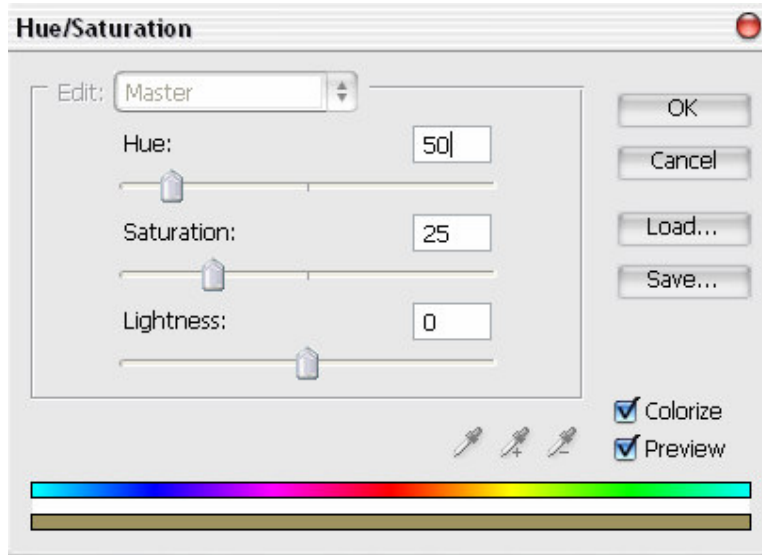 Hue/Saturation
Edit: Master
OK
Hue: 50
Cancel
Saturation: 25
Load...
Save...
Lightness: 0
Colorize
Preview